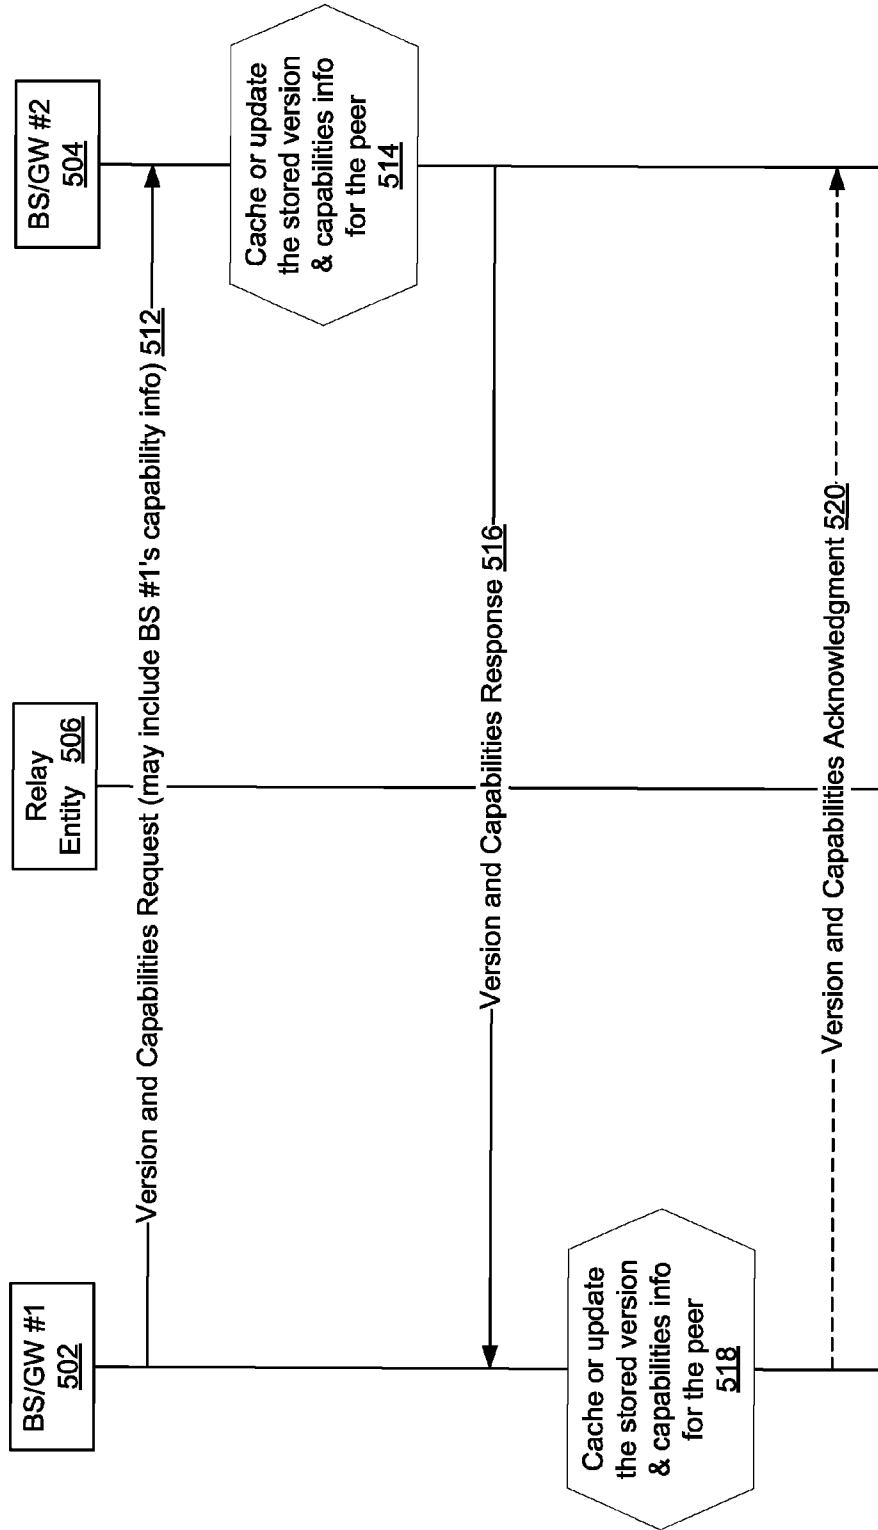 BS/GW #1
502
Relay
Entity 506
BS/GW #2
504
Version and Capabilities Request (may include BS #1's capability info) 512
Cache or update
the stored version
& capabilities info
for the peer
514
Version and Capabilities Response 516
Cache or update
the stored version
& capabilities info
for the peer
518
Version and Capabilities Acknowledgment 520